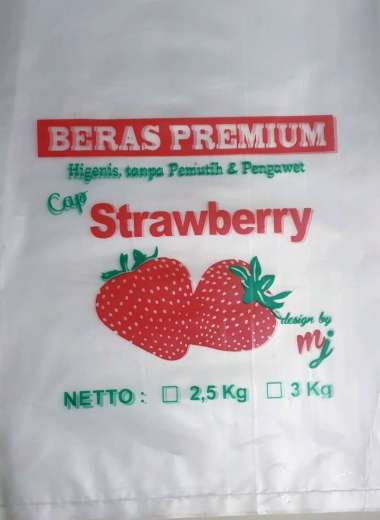 BERAS PREMIUM
Higenis, tanpa Pemutih & Pengawet
Cap
Strawberry
design by
mj
NETTO : 2,5 Kg 3 Kg